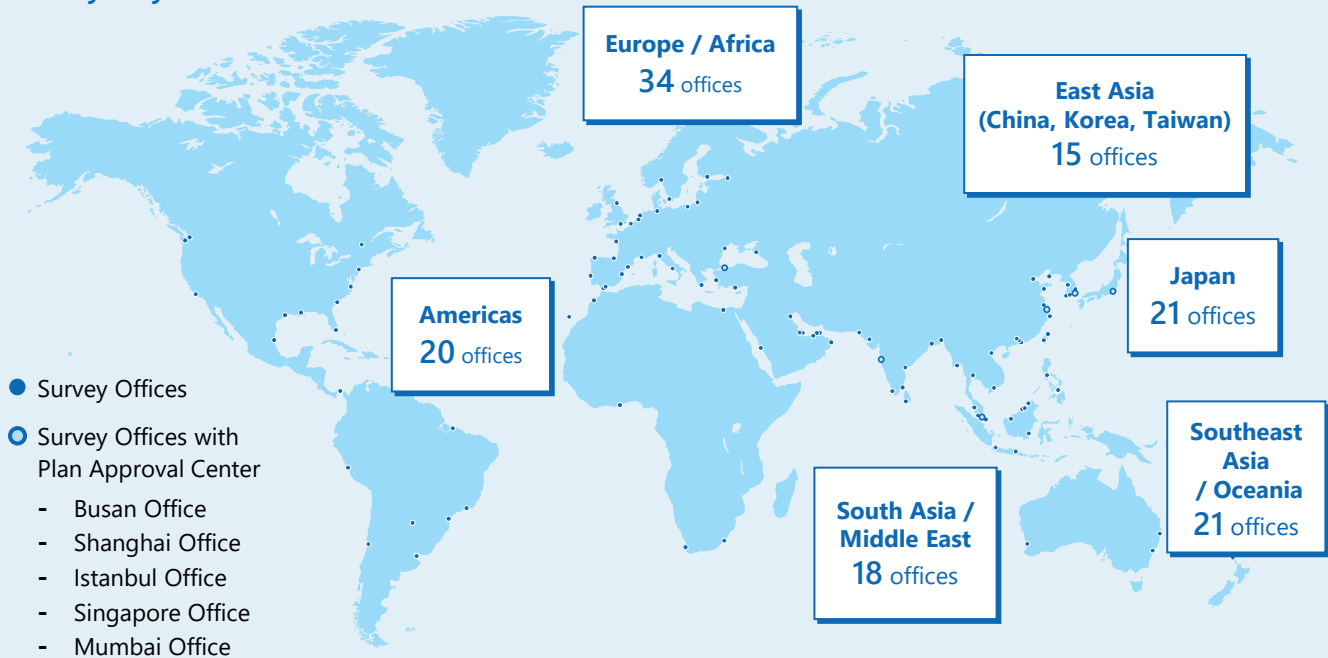 Europe / Africa
34 offices
East Asia
(China, Korea, Taiwan)
15 offices
Japan
21 offices
Americas
20 offices
Survey Offices
Survey Offices with
Plan Approval Center
- Busan Office
- Shanghai Office
- Istanbul Office
- Singapore Office
- Mumbai Office
South Asia /
Middle East
18 offices
Southeast
Asia
/ Oceania
21 offices